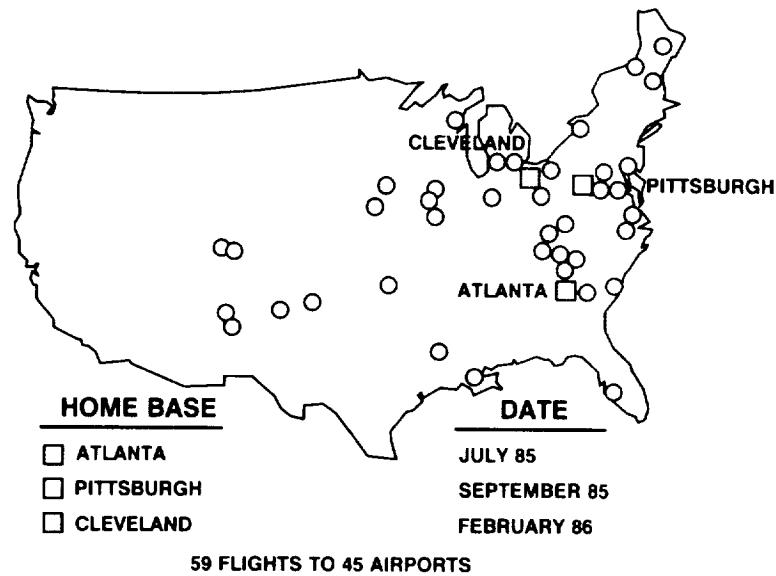 CLEVELAND
PITTSBURGH
ATLANTA
HOME BASE DATE
ATLANTA JULY 85
PITTSBURGH SEPTEMBER 85
CLEVELAND FEBRUARY 86
59 FLIGHTS TO 45 AIRPORTS